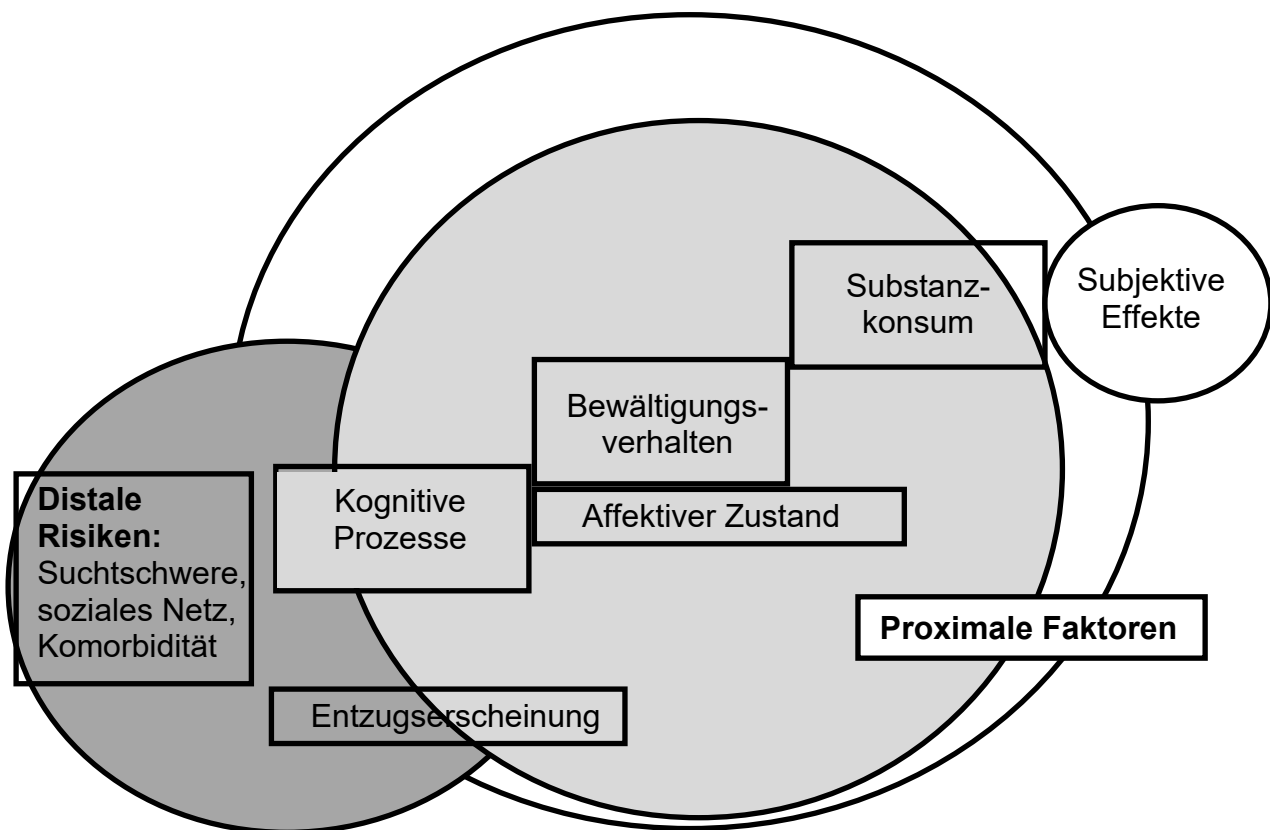 Substanz-
konsum
Subjektive
Effekte
Bewältigungs-
verhalten
Distale
Risiken:
Suchtschwere,
soziales Netz,
Komorbidität
Kognitive
Prozesse
Affektiver Zustand
Proximale Faktoren
Entzugserscheinung